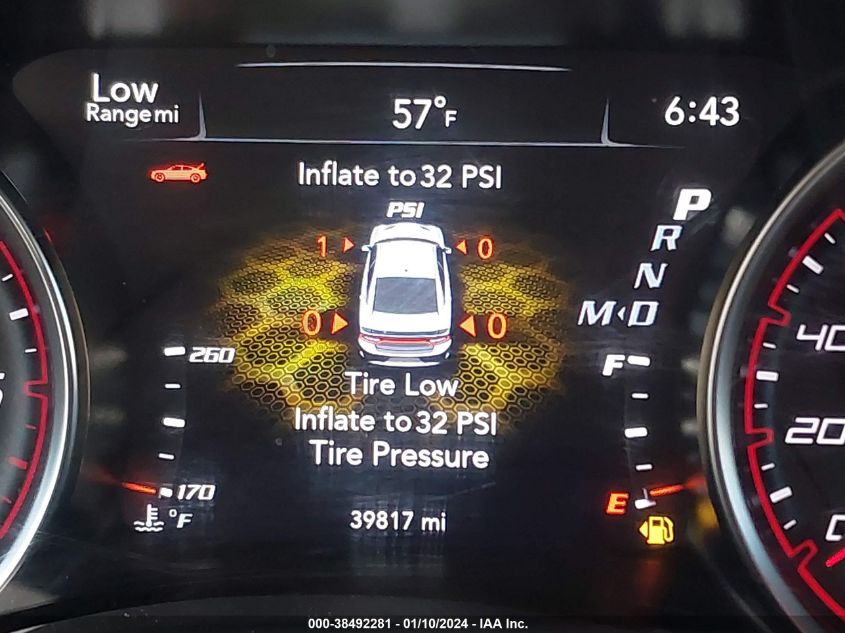 Low
Range mi
57°F
6:43
Inflate to 32 PSI
PSI
1 0
0 0
P
R
N
M D
260
F
40
20
Tire Low
Inflate to 32 PSI
Tire Pressure
170
°F
E
39817 mi
000-38492281 - 01/10/2024 - IAA Inc.